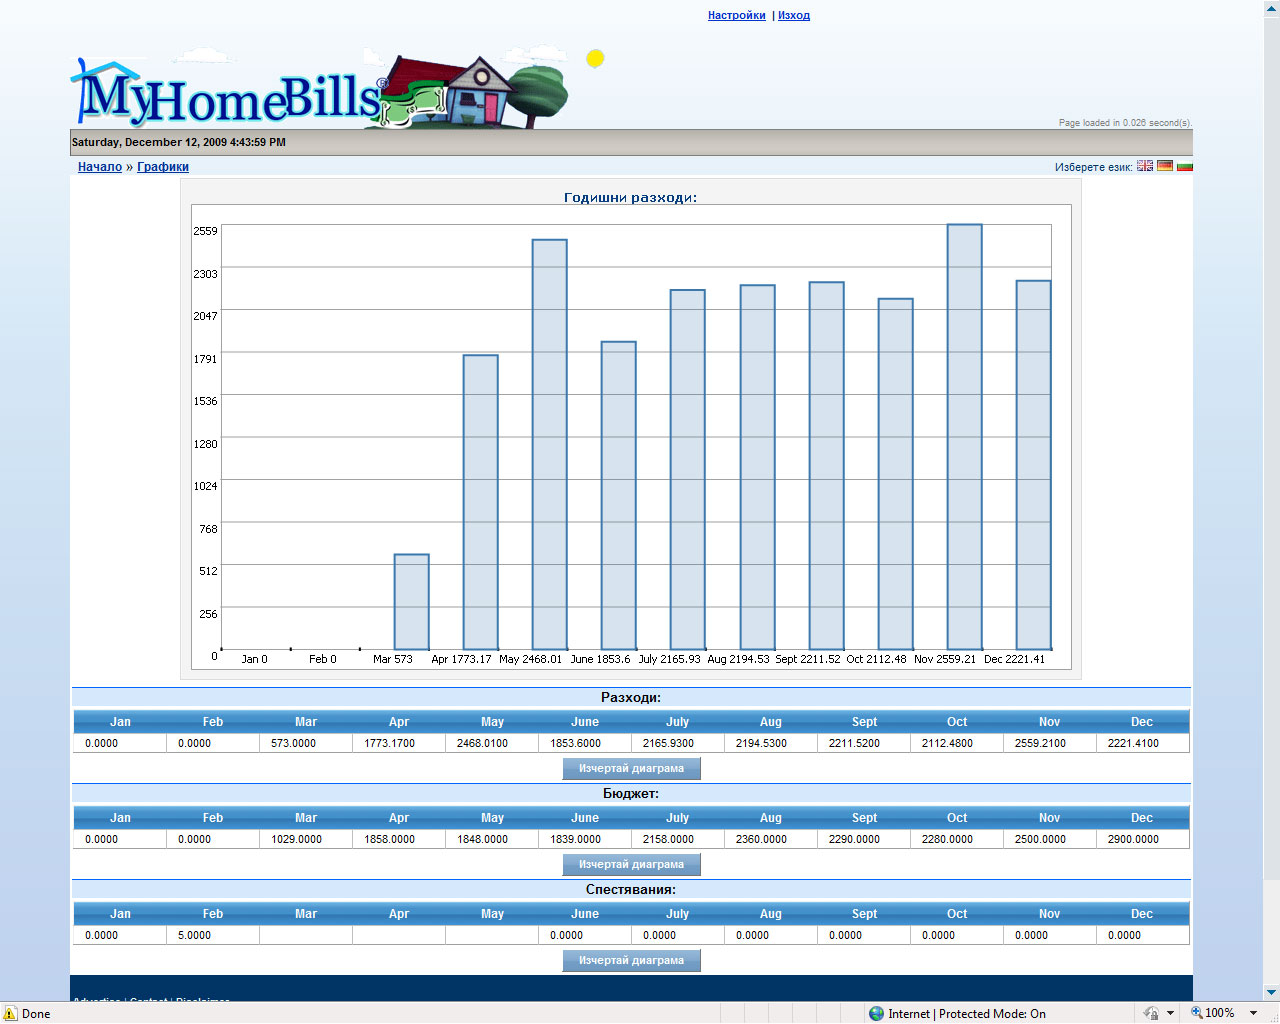 Настройки | Изход
MyHomeBills®
Page loaded in 0.026 second(s).
Saturday, December 12, 2009 4:43:59 PM
Начало » Графики
Изберете език:
Годишни разходи:
2559
2303
2047
1791
1536
1280
1024
768
512
256
0
Jan 0 Feb 0 Mar 573 Apr 1773.17 May 2468.01 June 1853.6 July 2165.93 Aug 2194.53 Sept 2211.52 Oct 2112.48 Nov 2559.21 Dec 2221.41
Разходи:
Jan Feb Mar Apr May June July Aug Sept Oct Nov Dec
0.0000 0.0000 573.0000 1773.1700 2468.0100 1853.6000 2165.9300 2194.5300 2211.5200 2112.4800 2559.2100 2221.4100
Изчертай диаграма
Бюджет:
Jan Feb Mar Apr May June July Aug Sept Oct Nov Dec
0.0000 0.0000 1029.0000 1858.0000 1848.0000 1839.0000 2158.0000 2360.0000 2290.0000 2280.0000 2500.0000 2900.0000
Изчертай диаграма
Спестявания:
Jan Feb Mar Apr May June July Aug Sept Oct Nov Dec
0.0000 5.0000 0.0000 0.0000 0.0000 0.0000 0.0000 0.0000 0.0000
Изчертай диаграма
Advertise | Contact | Disclaimer
Done
Internet | Protected Mode: On
100%